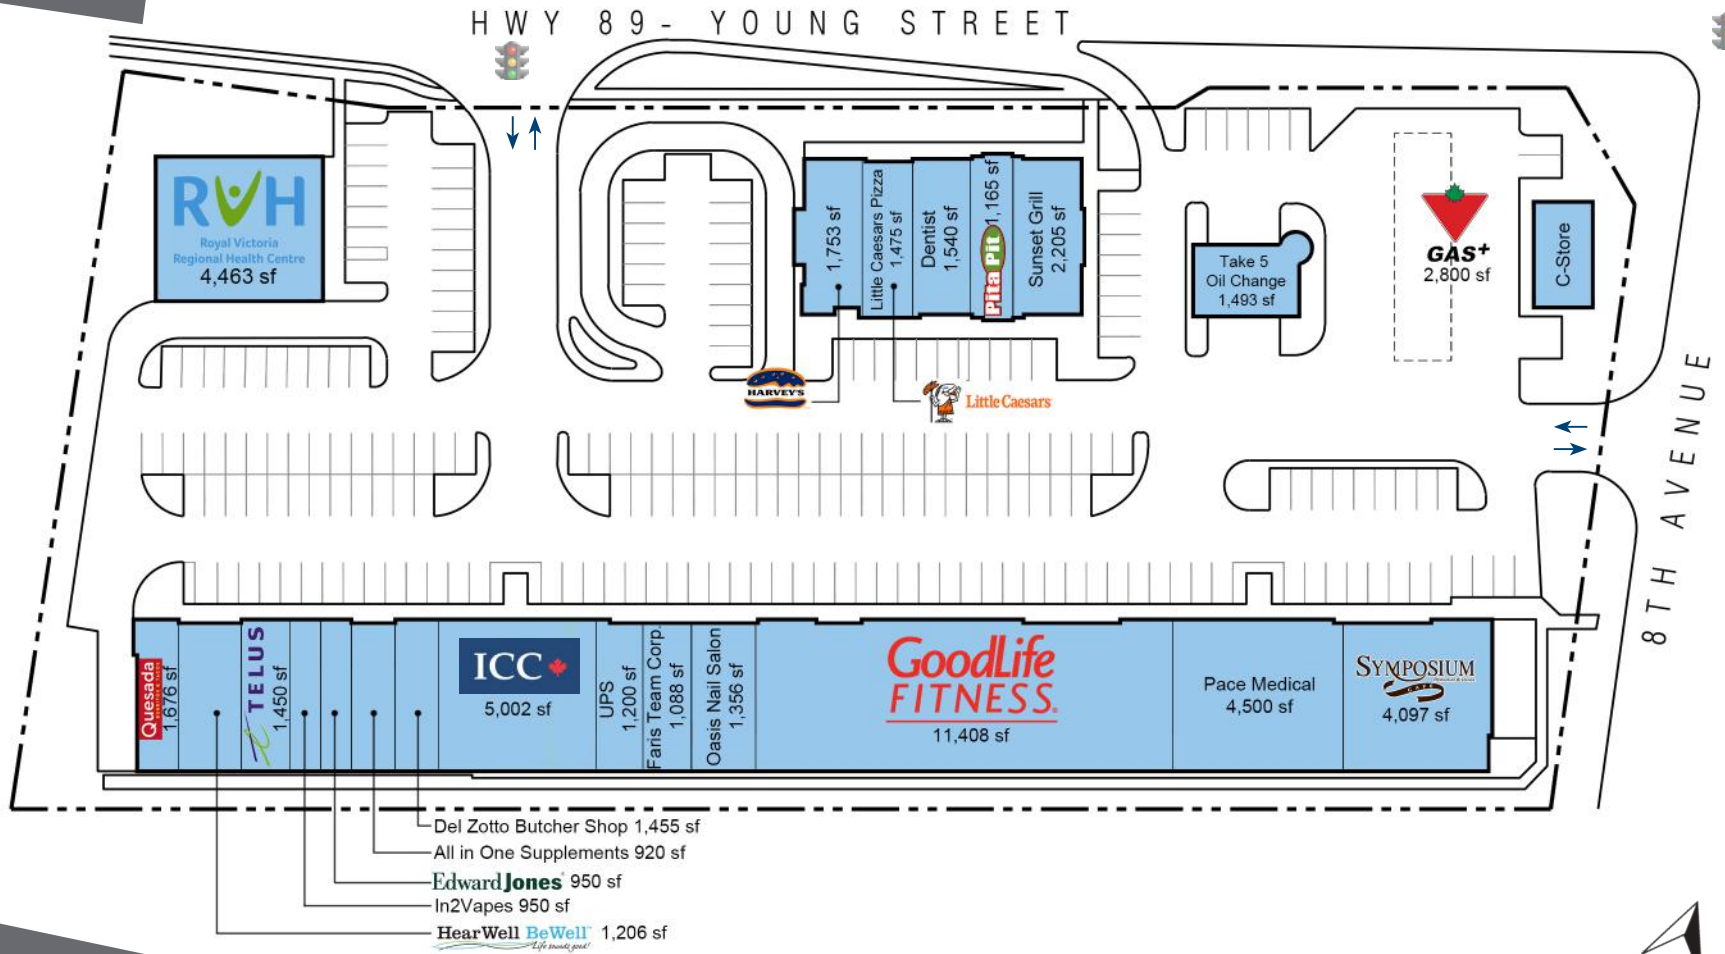 HWY 89- YOUNG STREET
RVH
Royal Victoria
Regional Health Centre
4,463 sf
1,753 sf
Little Caesars Pizza
1,475 sf
Dentist
1,540 sf
Pita Pit
1,165 sf
Sunset Grill
2,205 sf
HARVEY'S
Little Caesars
Take 5
Oil Change
1,493 sf
GAS+
2,800 sf
C-Store
8TH AVENUE
Quesada
1,676 sf
TELUS
1,450 sf
ICC
5,002 sf
UPS
1,200 sf
Faris Team Corp.
1,088 sf
Oasis Nail Salon
1,356 sf
GoodLife
FITNESS.
11,408 sf
Pace Medical
4,500 sf
SYMPOSIUM
CAFE
4,097 sf
Del Zotto Butcher Shop 1,455 sf
All in One Supplements 920 sf
Edward Jones 950 sf
In2Vapes 950 sf
HearWell BeWell™ 1,206 sf
Life sounds good!